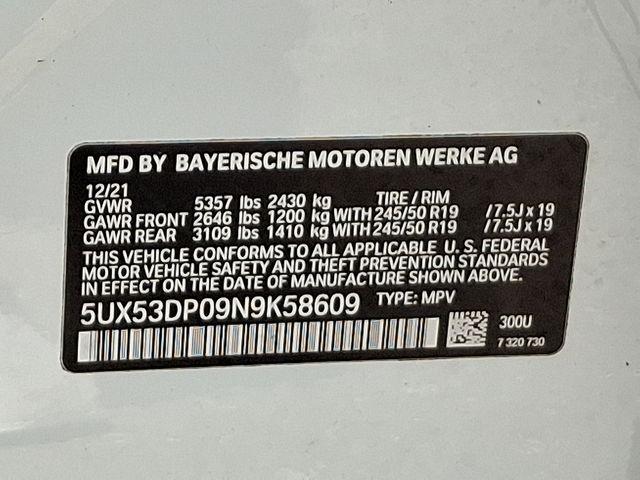 MFD BY BAYERISCHE MOTOREN WERKE AG
12/21
GVWR 5357 lbs 2430 kg TIRE / RIM
GAWR FRONT 2646 lbs 1200 kg WITH 245/50 R19 /7.5J x 19
GAWR REAR 3109 lbs 1410 kg WITH 245/50 R19 /7.5J x 19
THIS VEHICLE CONFORMS TO ALL APPLICABLE U. S. FEDERAL
MOTOR VEHICLE SAFETY AND THEFT PREVENTION STANDARDS
IN EFFECT ON THE DATE OF MANUFACTURE SHOWN ABOVE.
5UX53DP09N9K58609 TYPE: MPV
300U
7 320 730